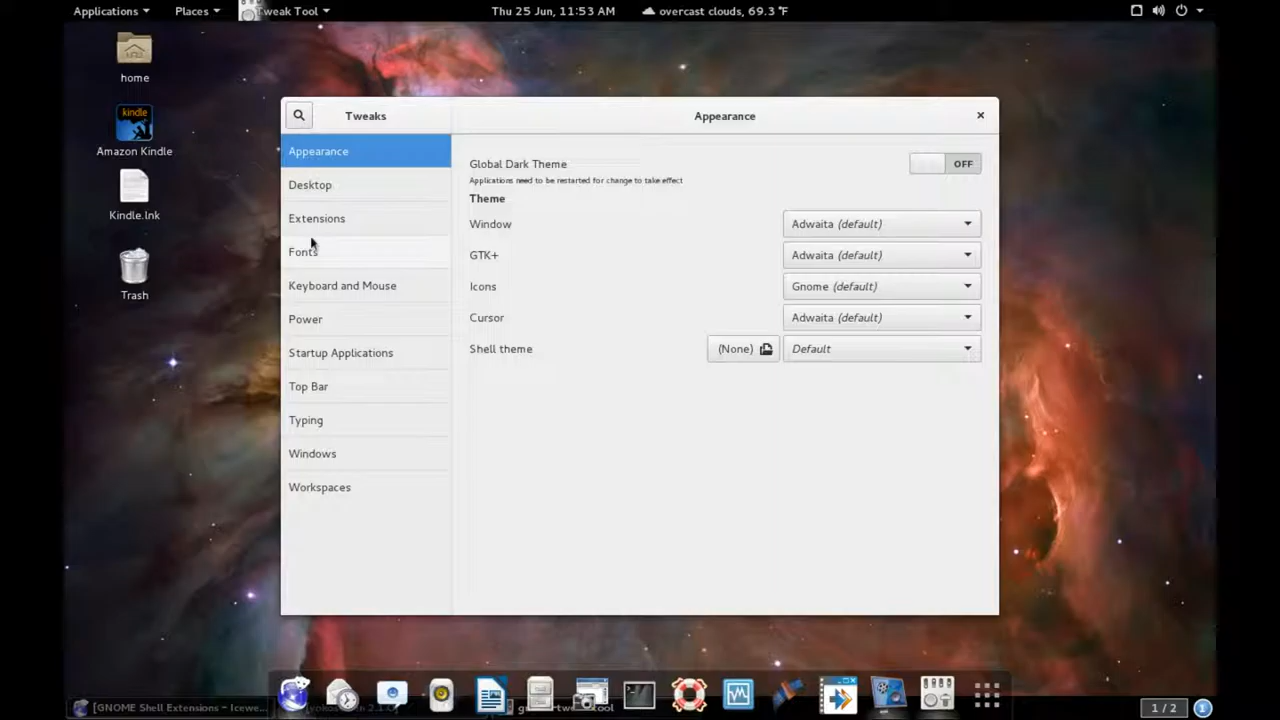 Applications Places Tweak Tool Thu 25 Jun, 11:53 AM overcast clouds, 69.3 °F
home
kindle
Amazon Kindle
Kindle.lnk
Trash
Tweaks Appearance
Appearance
Desktop
Extensions
Fonts
Keyboard and Mouse
Power
Startup Applications
Top Bar
Typing
Windows
Workspaces
Global Dark Theme OFF
Applications need to be restarted for change to take effect
Theme
Window Adwaita (default)
GTK+ Adwaita (default)
Icons Gnome (default)
Cursor Adwaita (default)
Shell theme (None) Default
[GNOME Shell Extensions – Icewe... 1 / 2 1